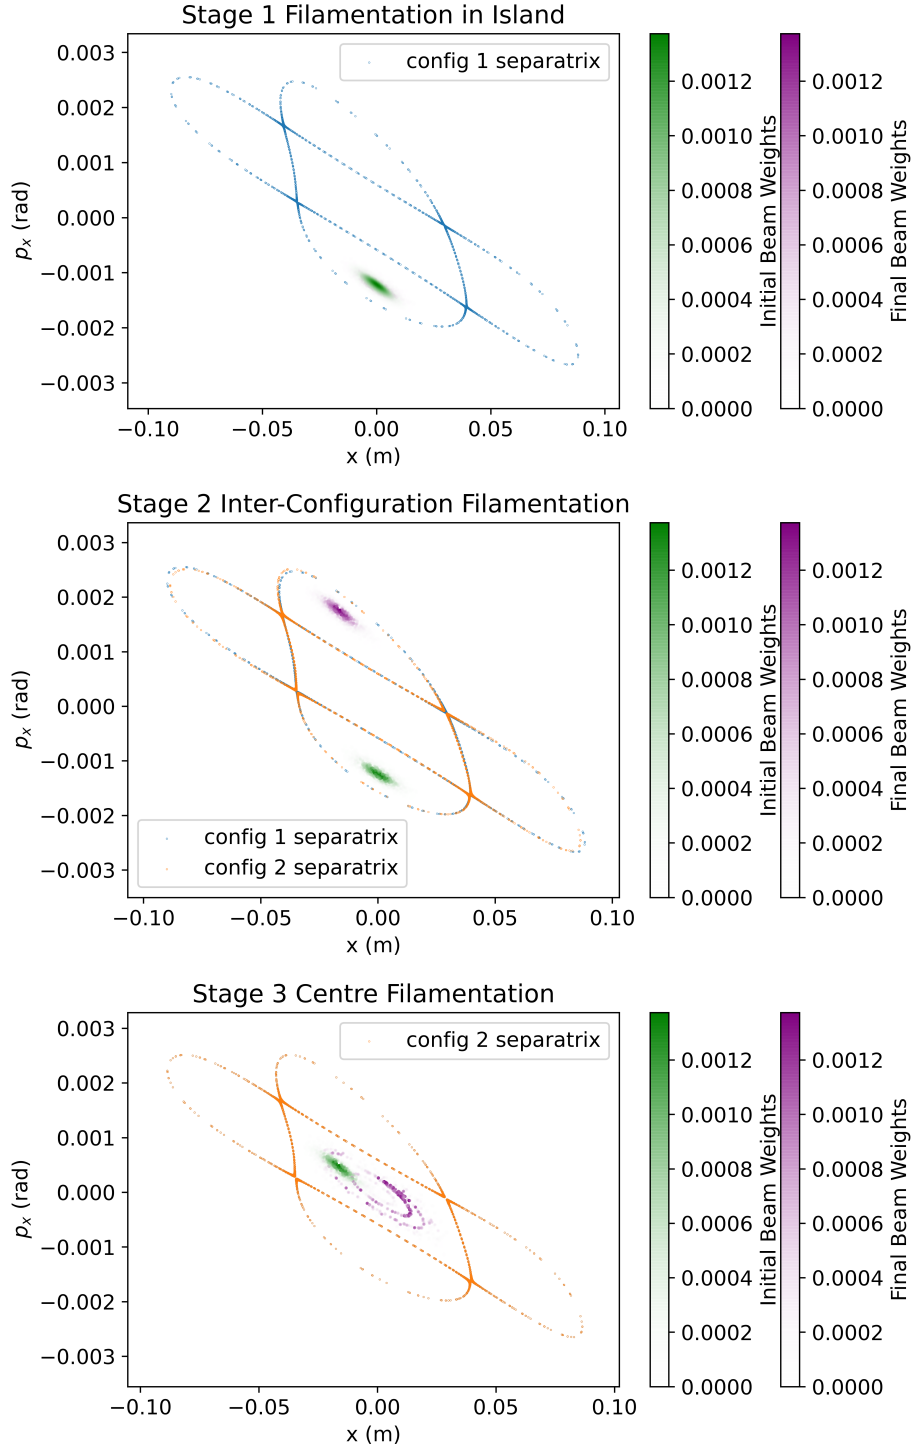 Stage 1 Filamentation in Island
config 1 separatrix
0.003
0.002
0.001
0.000
−0.001
−0.002
−0.003
p_x (rad)
−0.10 −0.05 0.00 0.05 0.10
x (m)
0.0012
0.0010
0.0008
0.0006
0.0004
0.0002
0.0000
Initial Beam Weights
0.0012
0.0010
0.0008
0.0006
0.0004
0.0002
0.0000
Final Beam Weights
Stage 2 Inter-Configuration Filamentation
0.003
0.002
0.001
0.000
−0.001
−0.002
−0.003
p_x (rad)
config 1 separatrix
config 2 separatrix
−0.10 −0.05 0.00 0.05 0.10
x (m)
0.0012
0.0010
0.0008
0.0006
0.0004
0.0002
0.0000
Initial Beam Weights
0.0012
0.0010
0.0008
0.0006
0.0004
0.0002
0.0000
Final Beam Weights
Stage 3 Centre Filamentation
config 2 separatrix
0.003
0.002
0.001
0.000
−0.001
−0.002
−0.003
p_x (rad)
−0.10 −0.05 0.00 0.05 0.10
x (m)
0.0012
0.0010
0.0008
0.0006
0.0004
0.0002
0.0000
Initial Beam Weights
0.0012
0.0010
0.0008
0.0006
0.0004
0.0002
0.0000
Final Beam Weights